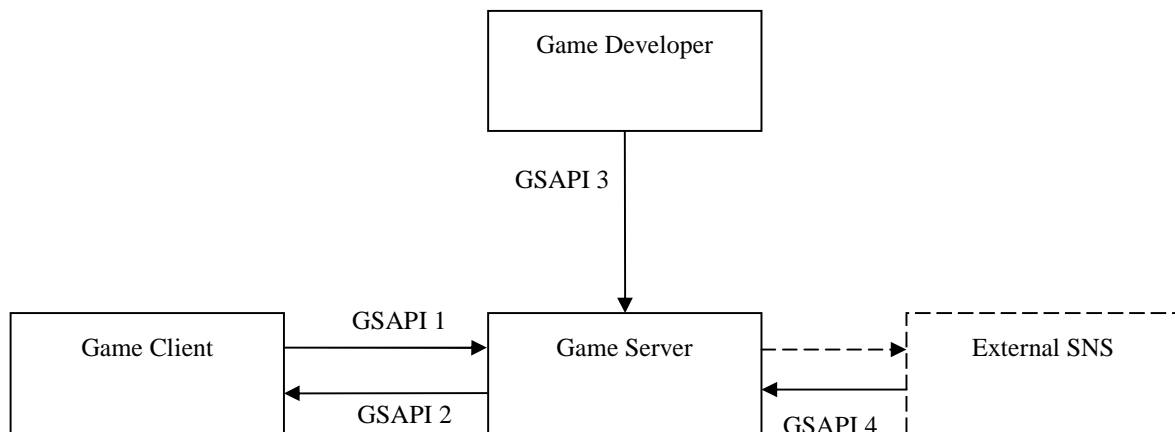 Game Developer
GSAPI 3
GSAPI 1
Game Client
Game Server
External SNS
GSAPI 2
GSAPI 4